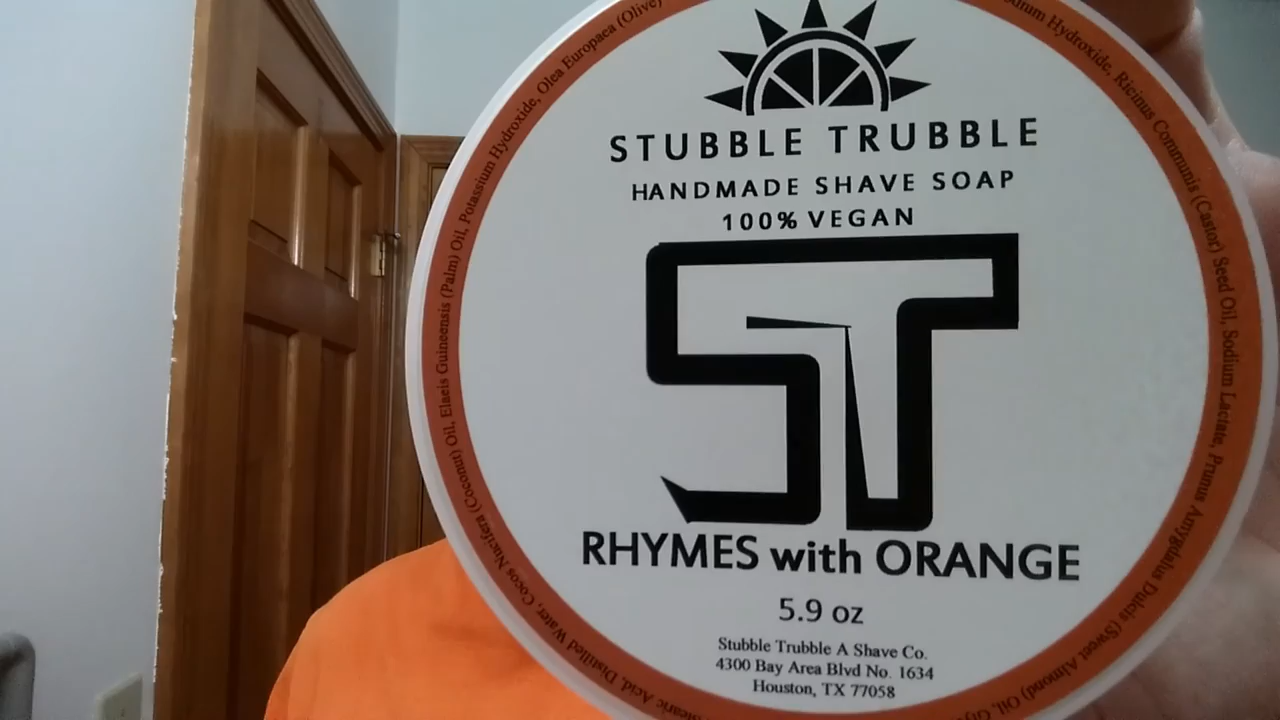 STUBBLE TRUBBLE
HANDMADE SHAVE SOAP
100% VEGAN
ST
RHYMES with ORANGE
5.9 oz
Stubble Trubble A Shave Co.
4300 Bay Area Blvd No. 1634
Houston, TX 77058
Acid, Distilled Water, Cocos Nucifera (Coconut) Oil, Elaeis Guineensis (Palm) Oil, Potassium Hydroxide, Olea Europaea (Olive)
Hydroxide, Ricinus Communis (Castor) Seed Oil, Sodium Lactate, Prunus Amygdalus Dulcis (Sweet Almond) Oil,